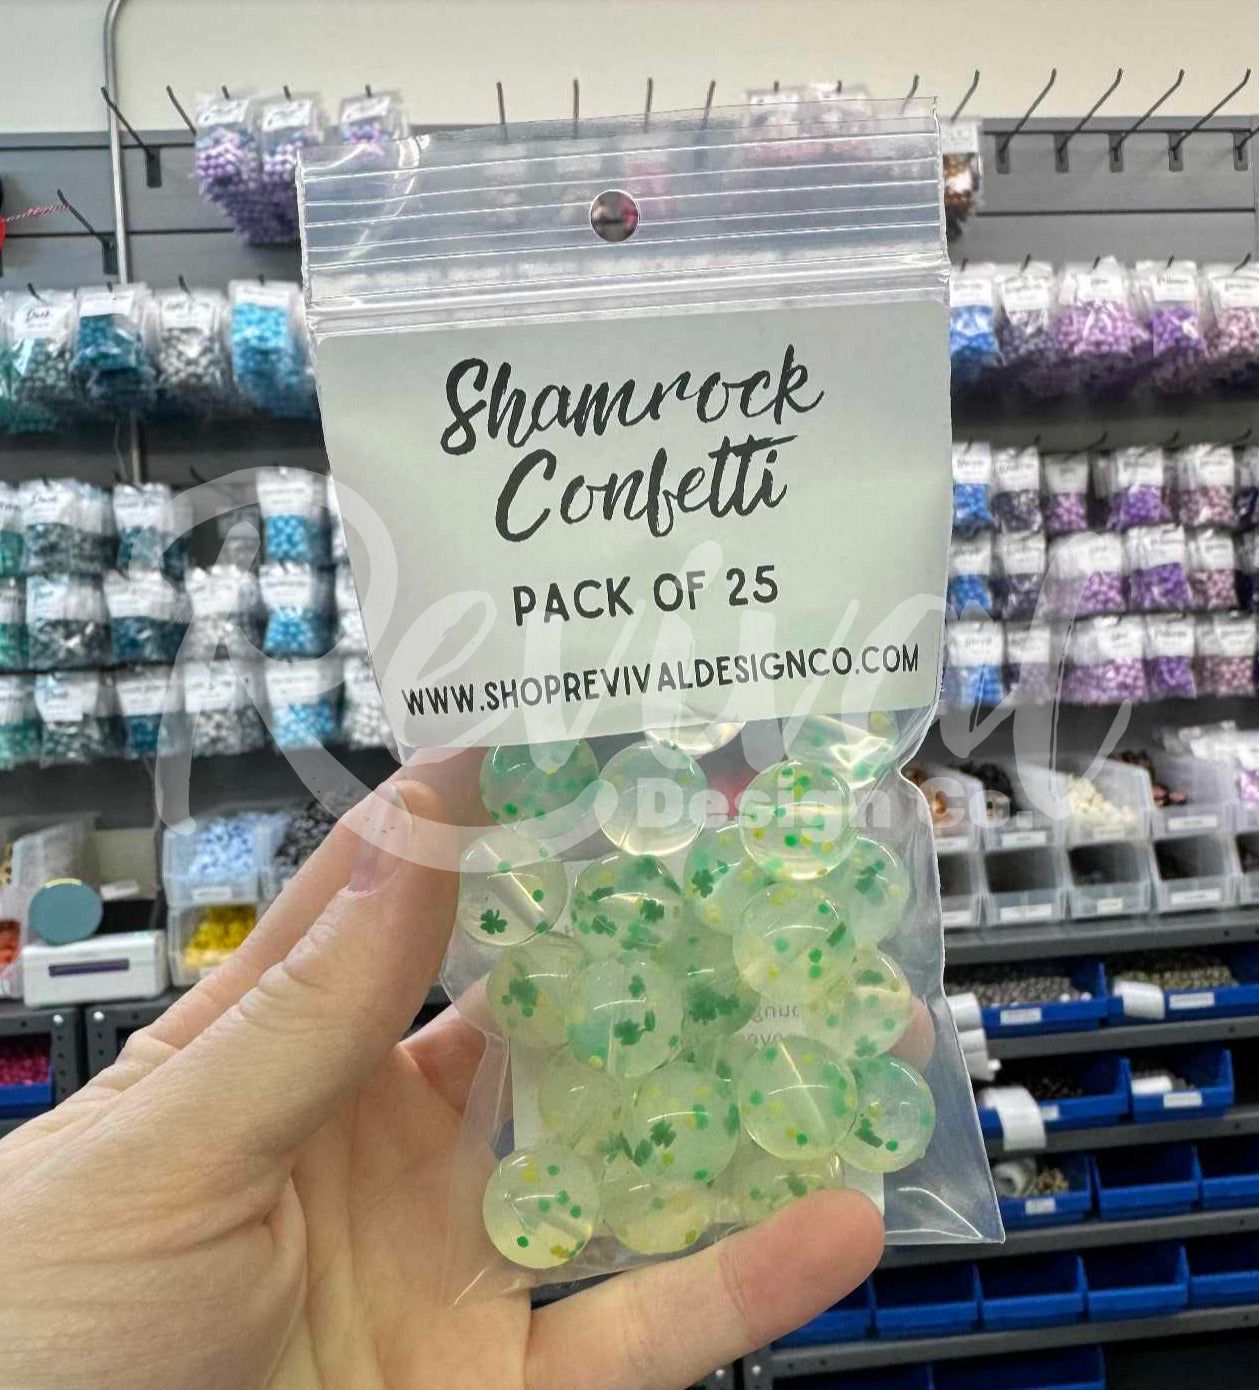 Shamrock
Confetti
PACK OF 25
WWW.SHOPREVIVALDESIGNCO.COM
Revival
Design Co.